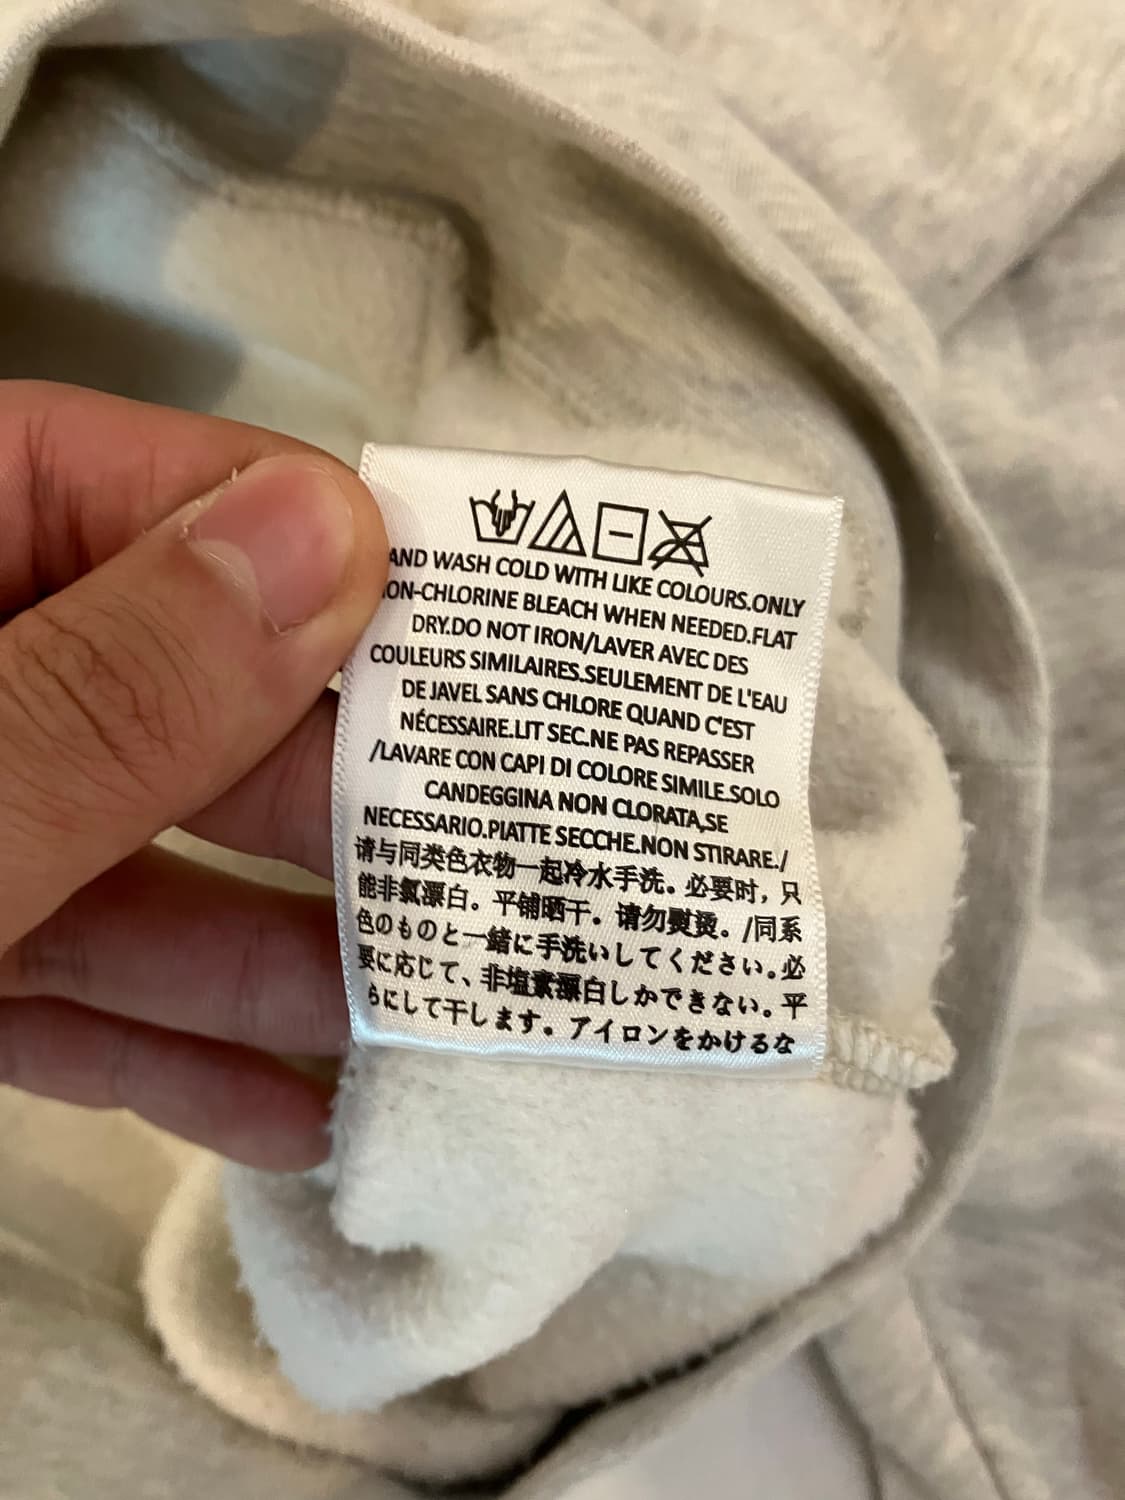 AND WASH COLD WITH LIKE COLOURS.ONLY
ON-CHLORINE BLEACH WHEN NEEDED.FLAT
DRY.DO NOT IRON/LAVER AVEC DES
COULEURS SIMILAIRES.SEULEMENT DE L'EAU
DE JAVEL SANS CHLORE QUAND C'EST
NÉCESSAIRE.LIT SEC.NE PAS REPASSER
/LAVARE CON CAPI DI COLORE SIMILE.SOLO
CANDEGGINA NON CLORATA,SE
NECESSARIO.PIATTE SECCHE.NON STIRARE./
请与同类色衣物一起冷水手洗。必要时，只
能非氯漂白。平铺晒干。请勿熨烫。/同系
色のものと一緒に手洗いしてください。必
要に応じて、非塩素漂白しかできない。平
らにして干します。アイロンをかけるな